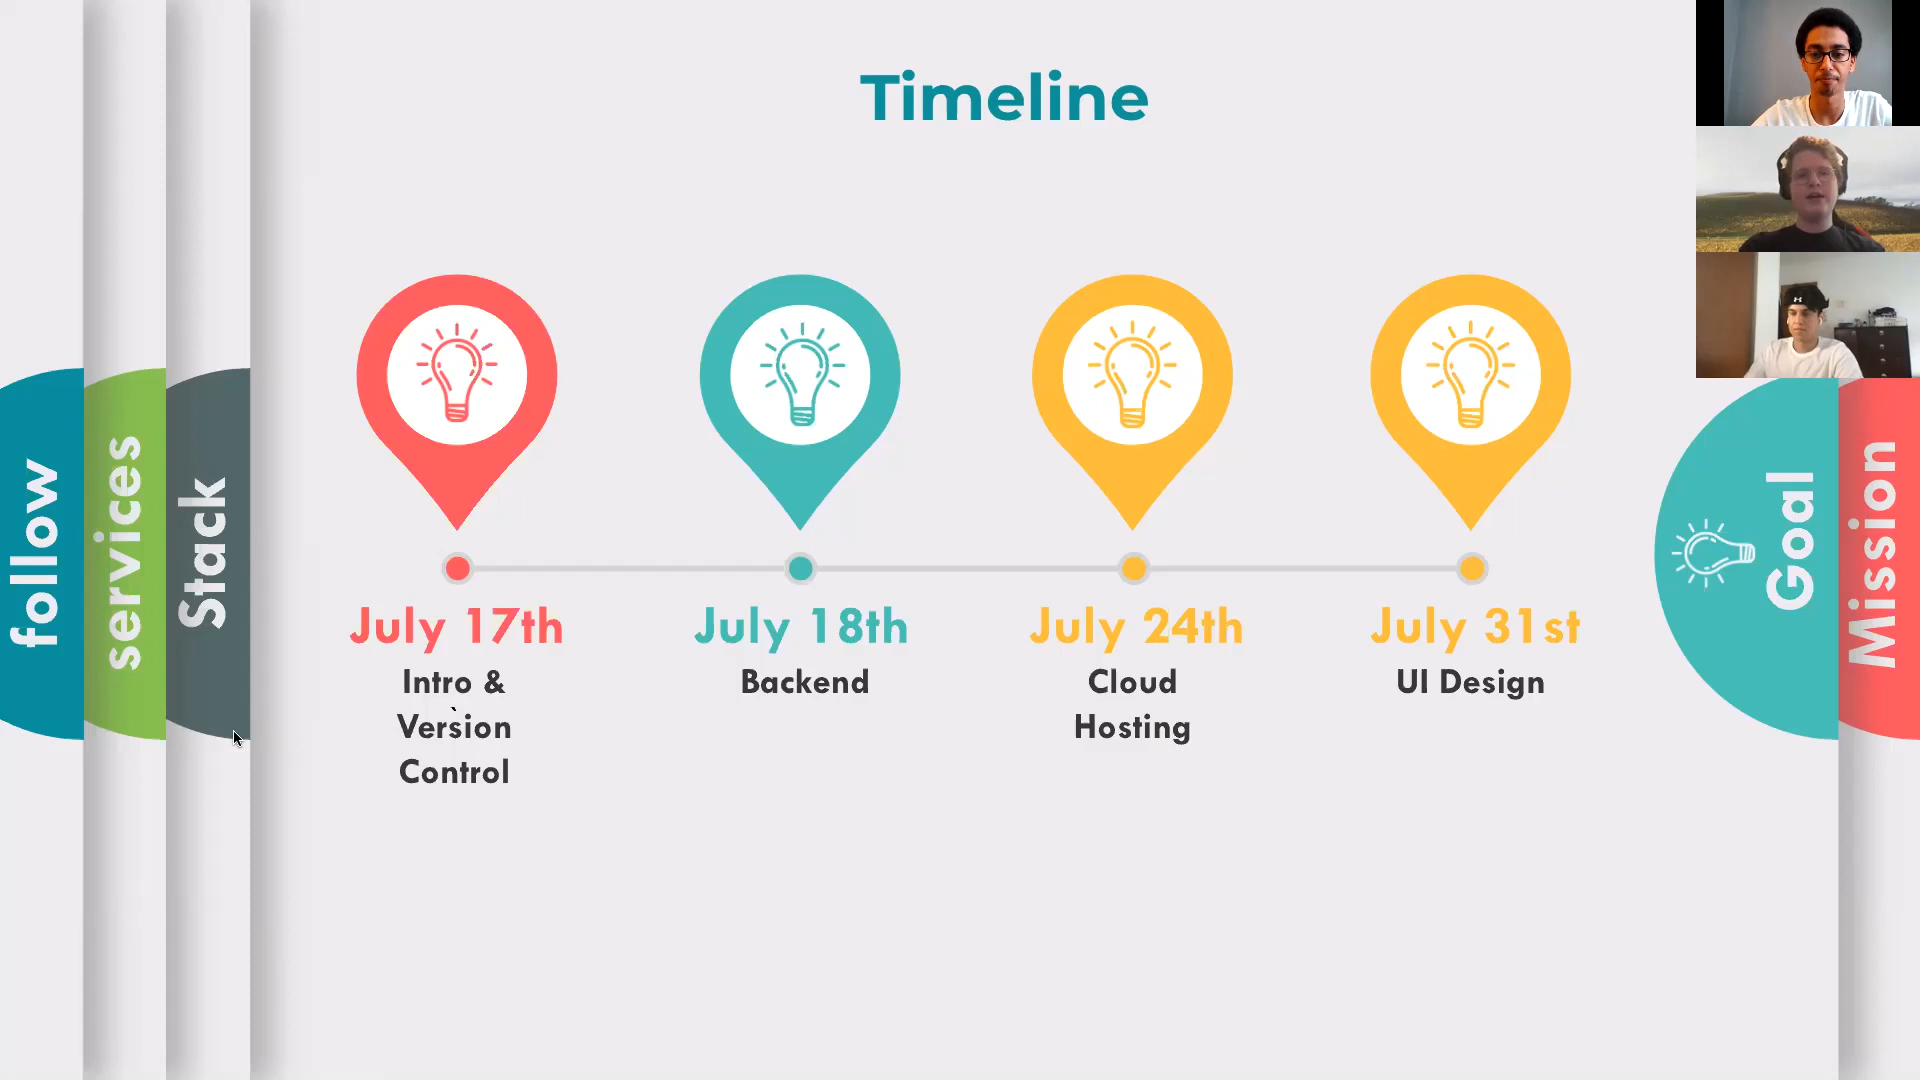 Timeline
follow
services
Stack
July 17th
Intro &
Version
Control
July 18th
Backend
July 24th
Cloud
Hosting
July 31st
UI Design
Goal
Mission